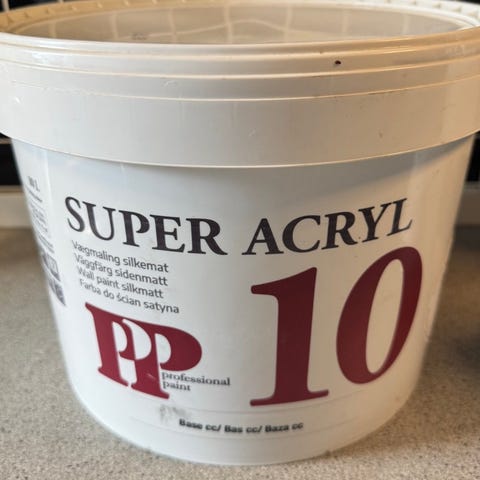 SUPER ACRYL
Vægmaling silkemat
Väggfärg sidenmatt
Wall paint silkmatt
Farba do ścian satyna
10
PP
professional
paint
Base cc/ Bas cc/ Baza cc